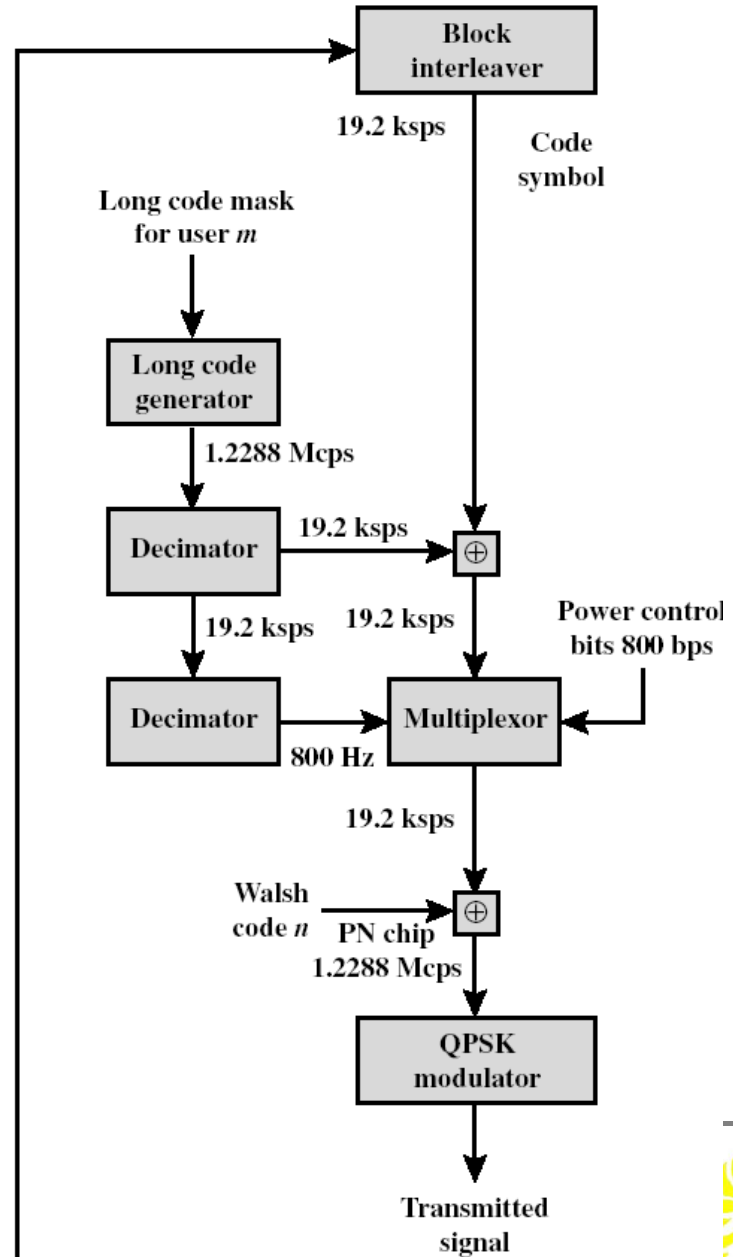 Block
interleaver
19.2 ksps
Code
symbol
Long code mask
for user m
Long code
generator
1.2288 Mcps
Decimator
19.2 ksps
⊕
19.2 ksps
19.2 ksps
Power control
bits 800 bps
Decimator
800 Hz
Multiplexor
19.2 ksps
Walsh
code n
⊕
PN chip
1.2288 Mcps
QPSK
modulator
Transmitted
signal